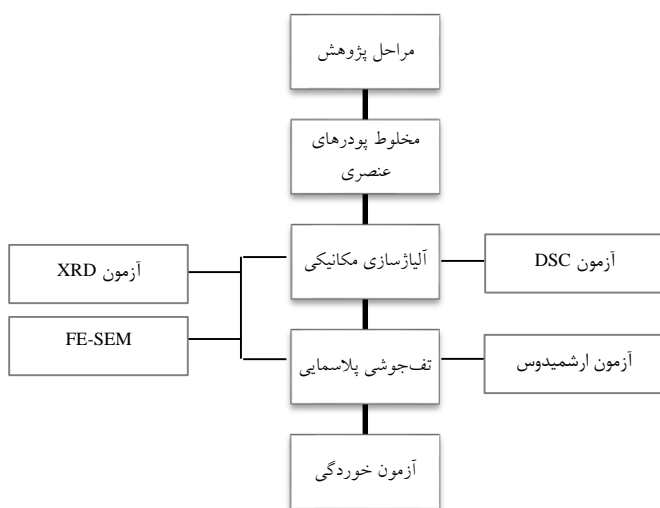 مراحل پژوهش
مخلوط پودرهای
عنصری
آلیاژسازی مکانیکی
آزمون DSC
آزمون XRD
FE-SEM
تف‌جوشی پلاسمایی
آزمون ارشمیدوس
آزمون خوردگی